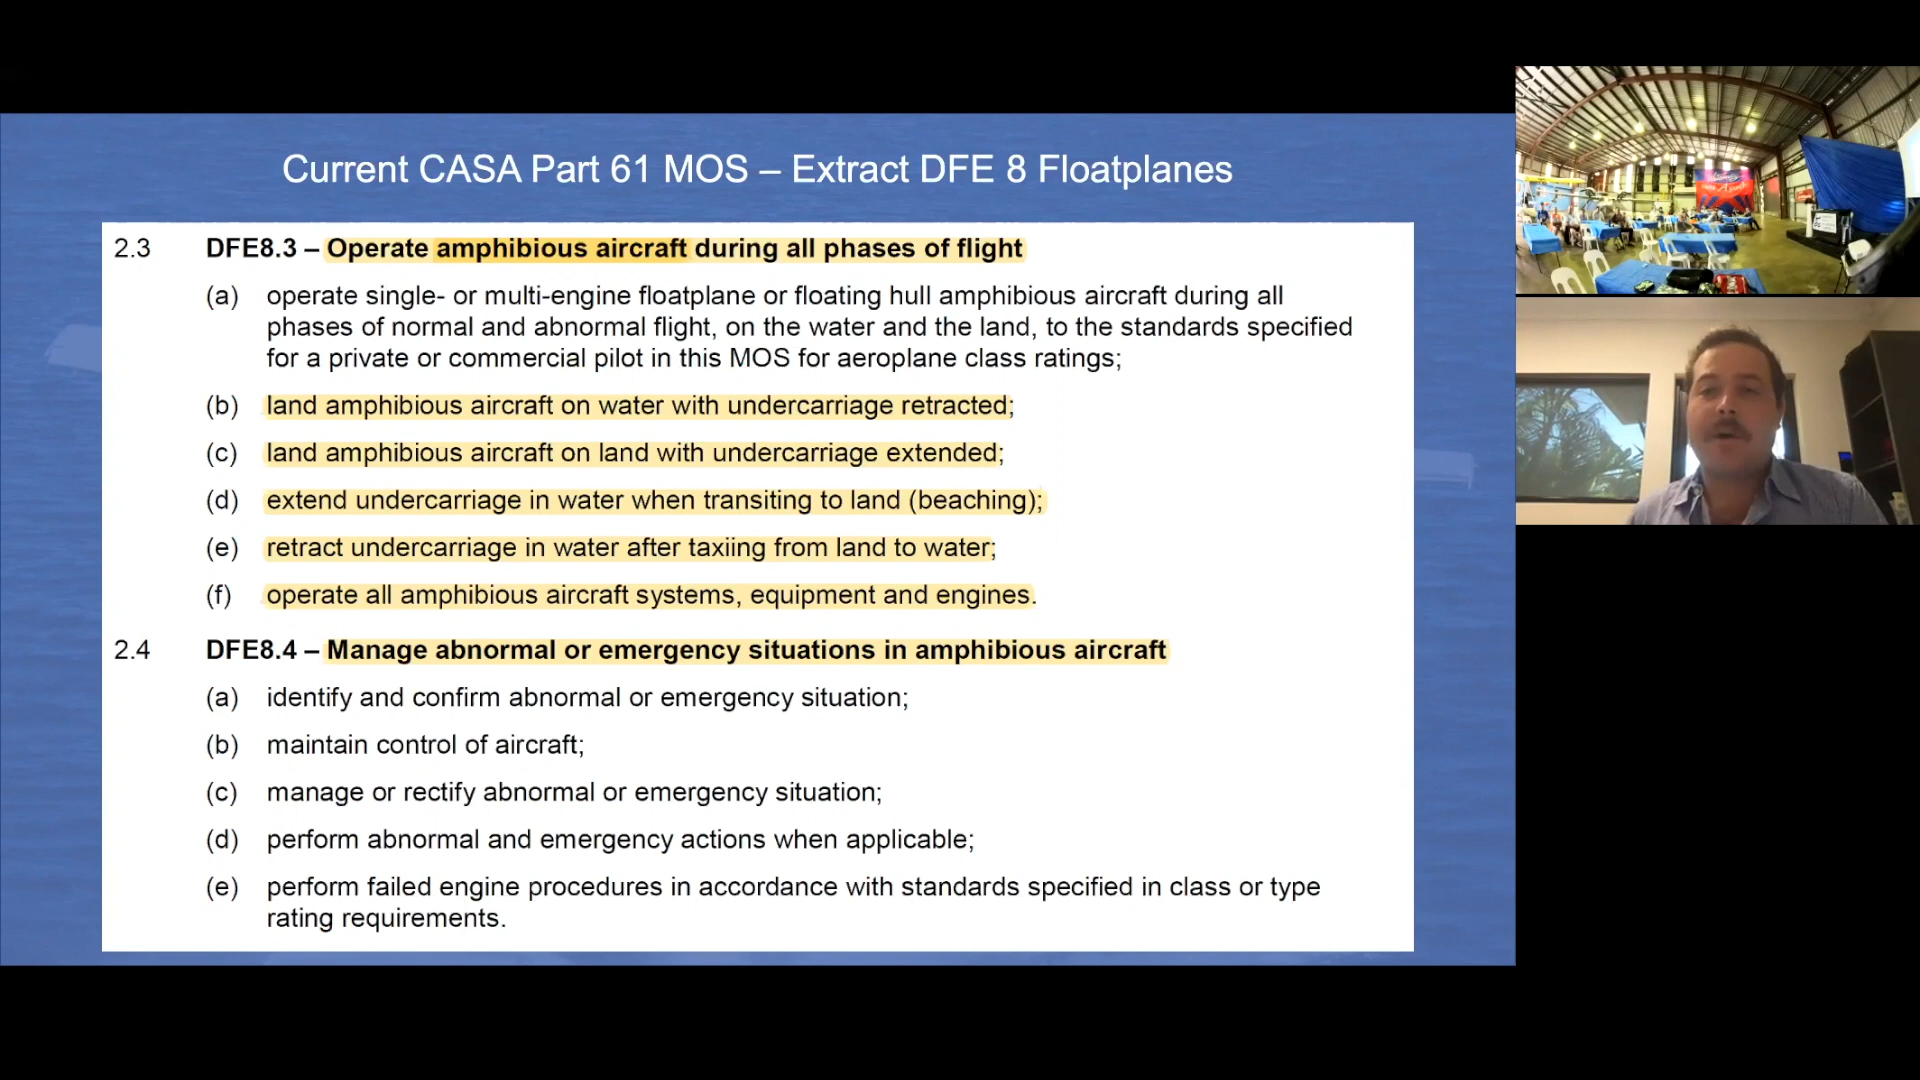 Current CASA Part 61 MOS – Extract DFE 8 Floatplanes
2.3 DFE8.3 – Operate amphibious aircraft during all phases of flight
(a) operate single- or multi-engine floatplane or floating hull amphibious aircraft during all
phases of normal and abnormal flight, on the water and the land, to the standards specified
for a private or commercial pilot in this MOS for aeroplane class ratings;
(b) land amphibious aircraft on water with undercarriage retracted;
(c) land amphibious aircraft on land with undercarriage extended;
(d) extend undercarriage in water when transiting to land (beaching);
(e) retract undercarriage in water after taxiing from land to water;
(f) operate all amphibious aircraft systems, equipment and engines.
2.4 DFE8.4 – Manage abnormal or emergency situations in amphibious aircraft
(a) identify and confirm abnormal or emergency situation;
(b) maintain control of aircraft;
(c) manage or rectify abnormal or emergency situation;
(d) perform abnormal and emergency actions when applicable;
(e) perform failed engine procedures in accordance with standards specified in class or type
rating requirements.